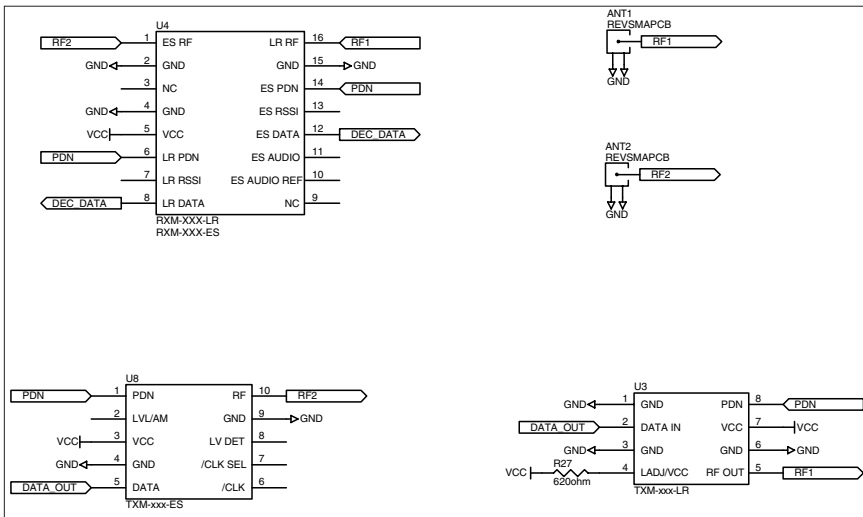 U4
RF2 1 ES RF LR RF 16 RF1
GND 2 GND GND 15 GND
3 NC ES PDN 14 PDN
GND 4 GND ES RSSI 13
VCC 5 VCC ES DATA 12 DEC_DATA
PDN 6 LR PDN ES AUDIO 11
7 LR RSSI ES AUDIO REF 10
DEC_DATA 8 LR DATA NC 9
RXM-XXX-LR
RXM-XXX-ES
ANT1
REVSMAPCB
RF1
GND
ANT2
REVSMAPCB
RF2
GND
U8
PDN 1 PDN RF 10 RF2
2 LVL/AM GND 9 GND
VCC 3 VCC LV DET 8
GND 4 GND /CLK SEL 7
DATA_OUT 5 DATA /CLK 6
TXM-xxx-ES
U3
GND 1 GND PDN 8 PDN
DATA_OUT 2 DATA IN VCC 7 VCC
GND 3 GND GND 6 GND
VCC R27 4 LADJ/VCC RF OUT 5 RF1
620ohm
TXM-xxx-LR